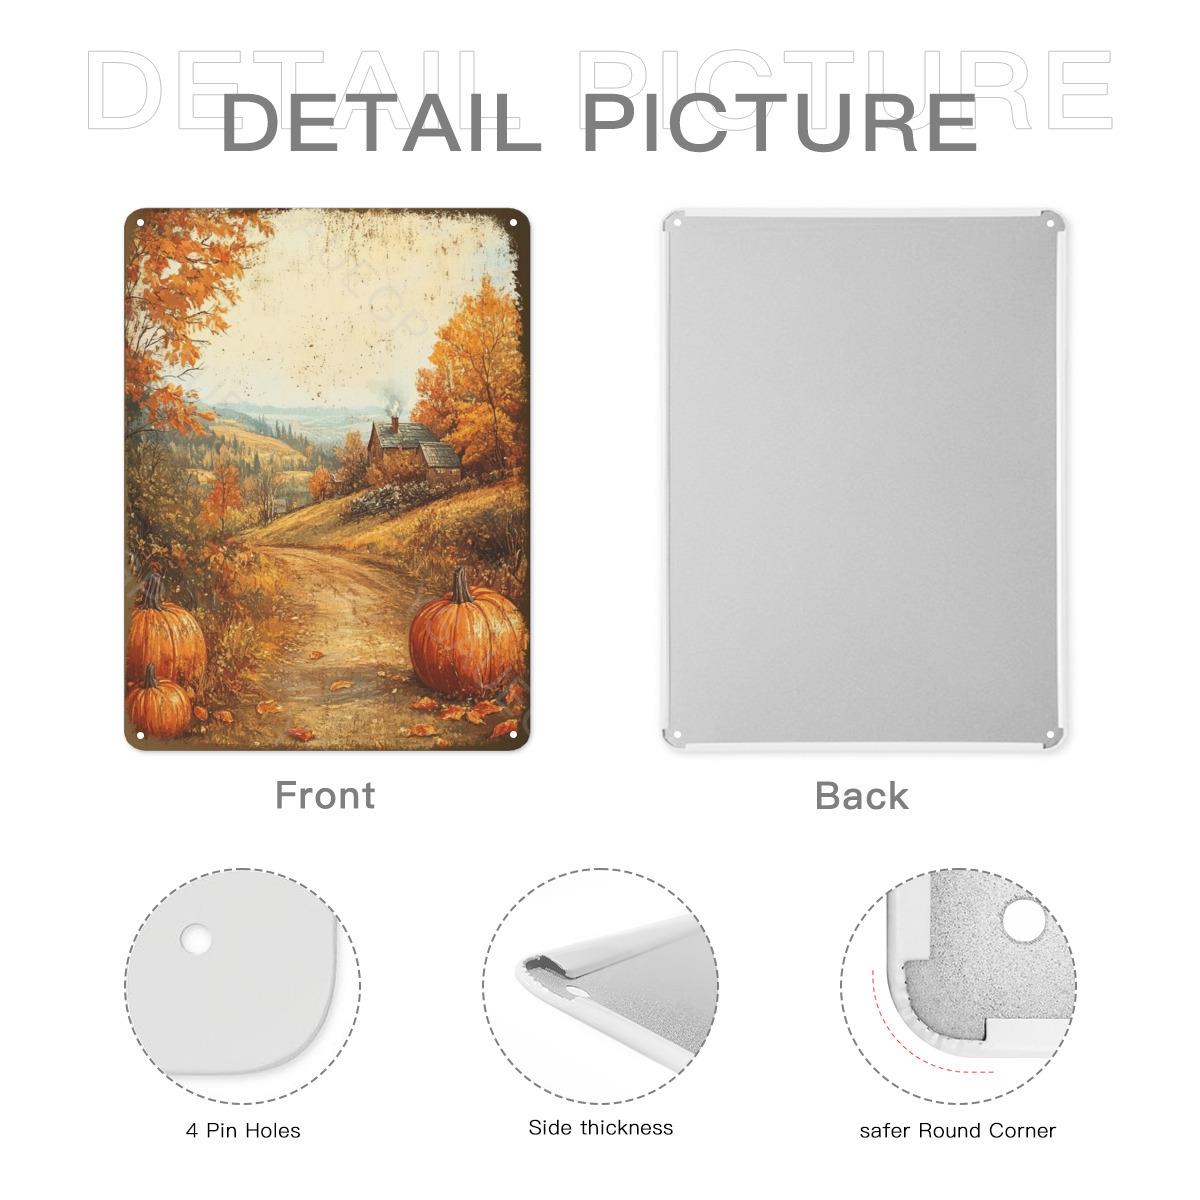 DETAIL PICTURE
DETAIL PICTURE
Front
Back
4 Pin Holes
Side thickness
safer Round Corner